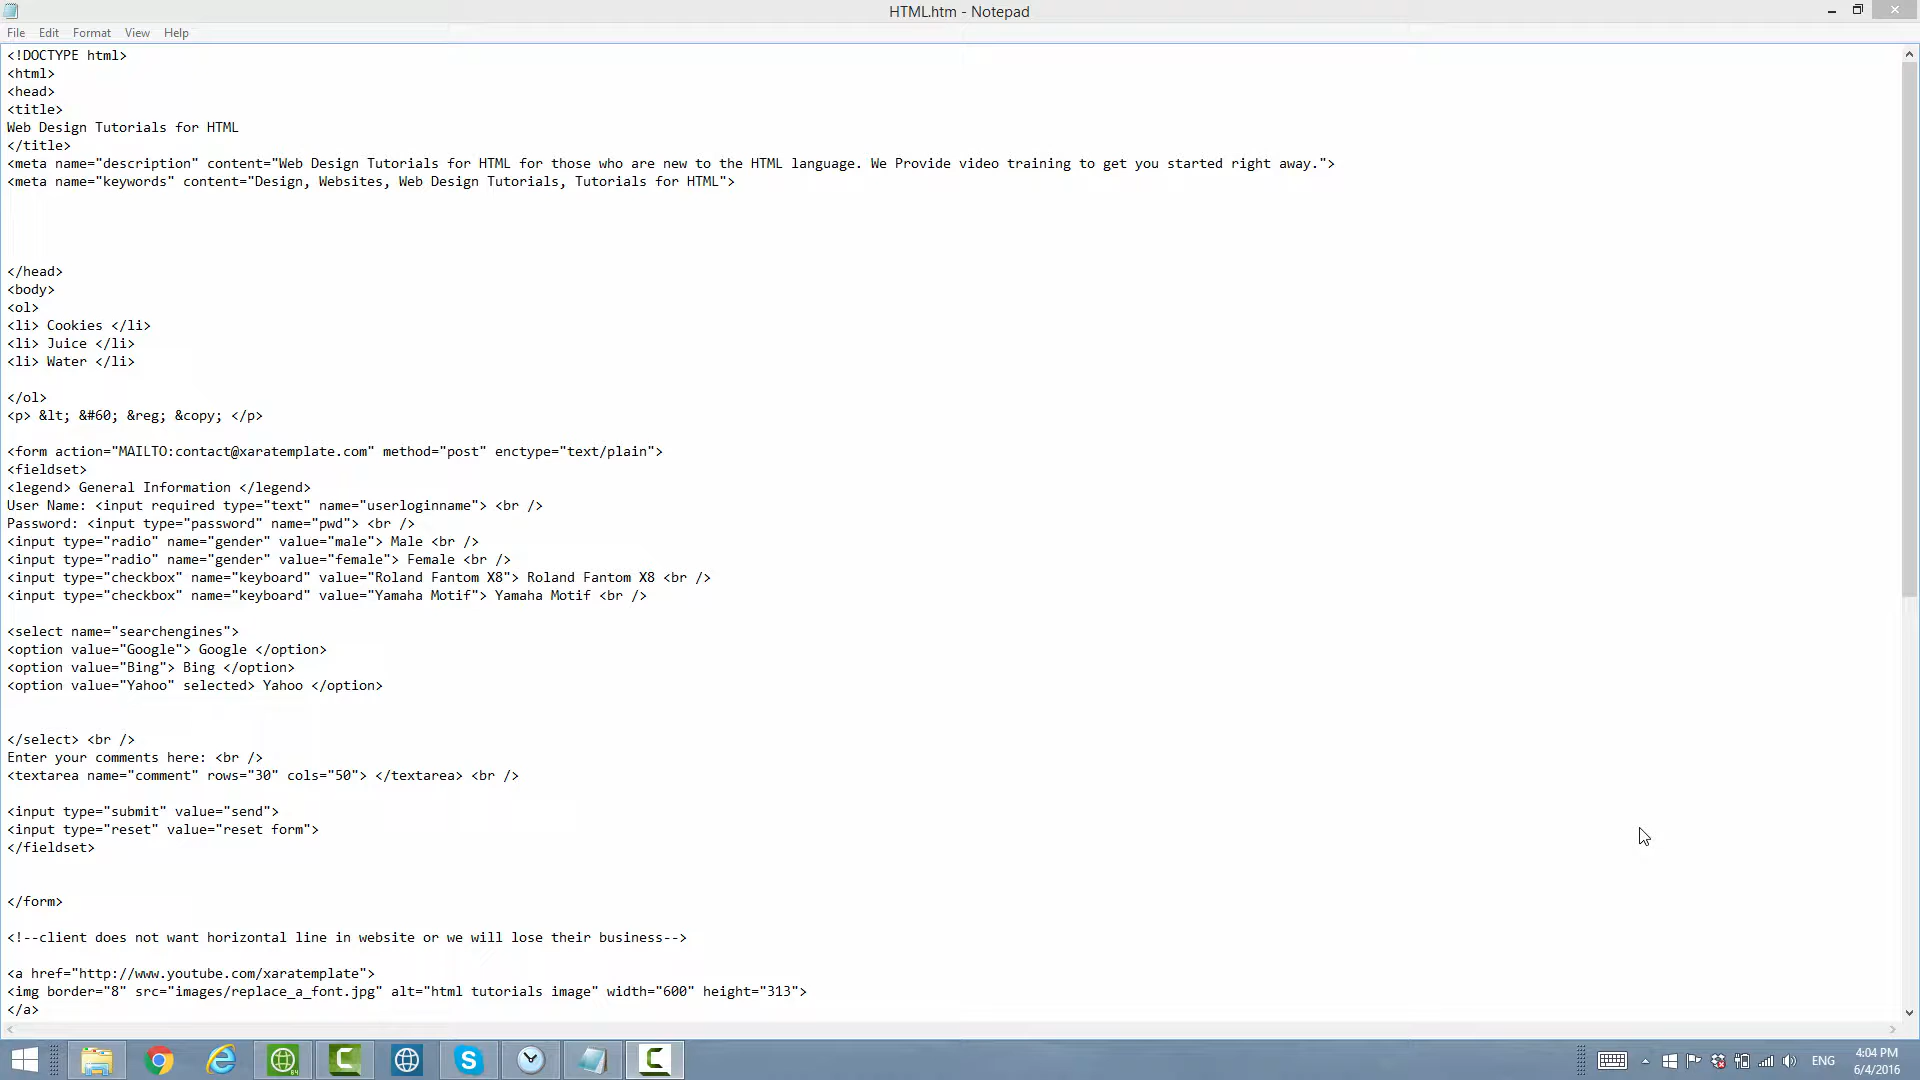 HTML.htm - Notepad
File Edit Format View Help
<!DOCTYPE html>
<html>
<head>
<title>
Web Design Tutorials for HTML
</title>
<meta name="description" content="Web Design Tutorials for HTML for those who are new to the HTML language. We Provide video training to get you started right away.">
<meta name="keywords" content="Design, Websites, Web Design Tutorials, Tutorials for HTML">
</head>
<body>
<ol>
<li> Cookies </li>
<li> Juice </li>
<li> Water </li>
</ol>
<p> &lt; &#60; &reg; &copy; </p>
<form action="MAILTO:contact@xaratemplate.com" method="post" enctype="text/plain">
<fieldset>
<legend> General Information </legend>
User Name: <input required type="text" name="userloginname"> <br />
Password: <input type="password" name="pwd"> <br />
<input type="radio" name="gender" value="male"> Male <br />
<input type="radio" name="gender" value="female"> Female <br />
<input type="checkbox" name="keyboard" value="Roland Fantom X8"> Roland Fantom X8 <br />
<input type="checkbox" name="keyboard" value="Yamaha Motif"> Yamaha Motif <br />
<select name="searchengines">
<option value="Google"> Google </option>
<option value="Bing"> Bing </option>
<option value="Yahoo" selected> Yahoo </option>
</select> <br />
Enter your comments here: <br />
<textarea name="comment" rows="30" cols="50"> </textarea> <br />
<input type="submit" value="send">
<input type="reset" value="reset form">
</fieldset>
</form>
<!--client does not want horizontal line in website or we will lose their business-->
<a href="http://www.youtube.com/xaratemplate">
<img border="8" src="images/replace_a_font.jpg" alt="html tutorials image" width="600" height="313">
</a>
ENG
4:04 PM
6/4/2016